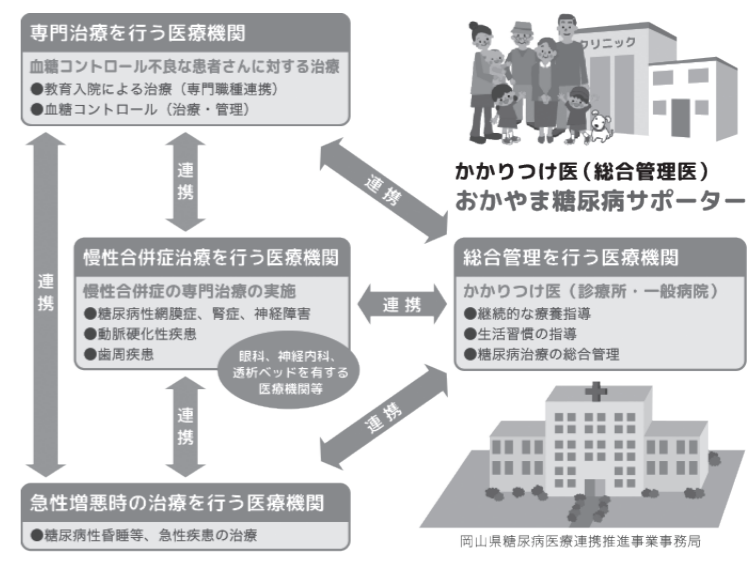 専門治療を行う医療機関
血糖コントロール不良な患者さんに対する治療
●教育入院による治療（専門職種連携）
●血糖コントロール（治療・管理）
クリニック
かかりつけ医（総合管理医）
おかやま糖尿病サポーター
連携
連携
連携
慢性合併症治療を行う医療機関
慢性合併症の専門治療の実施
●糖尿病性網膜症、腎症、神経障害
●動脈硬化性疾患
●歯周疾患
眼科、神経内科、
透析ベッドを有する
医療機関等
連携
総合管理を行う医療機関
かかりつけ医（診療所・一般病院）
●継続的な療養指導
●生活習慣の指導
●糖尿病治療の総合管理
連携
連携
急性増悪時の治療を行う医療機関
●糖尿病性昏睡等、急性疾患の治療
岡山県糖尿病医療連携推進事業事務局